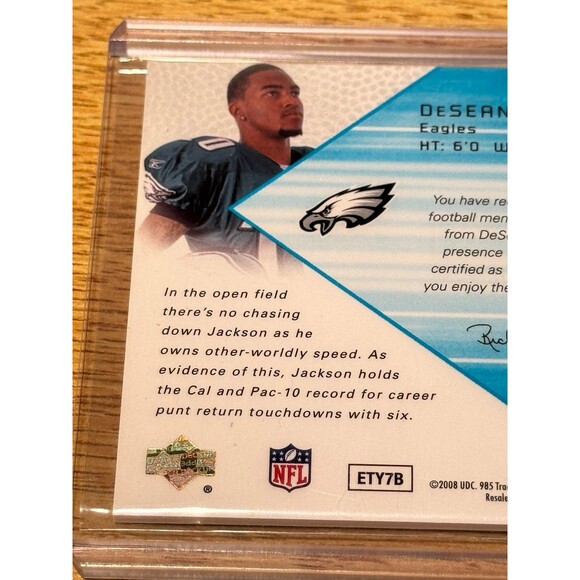 DESEAN
Eagles
HT: 6'0 W
You have re
football me
from DeS
presence
certified as
you enjoy the
In the open field
there's no chasing
down Jackson as he
owns other-worldly speed. As
evidence of this, Jackson holds
the Cal and Pac-10 record for career
punt return touchdowns with six.
NFL
®
ETY7B
©2008 UDC. 985 Tra
Resale